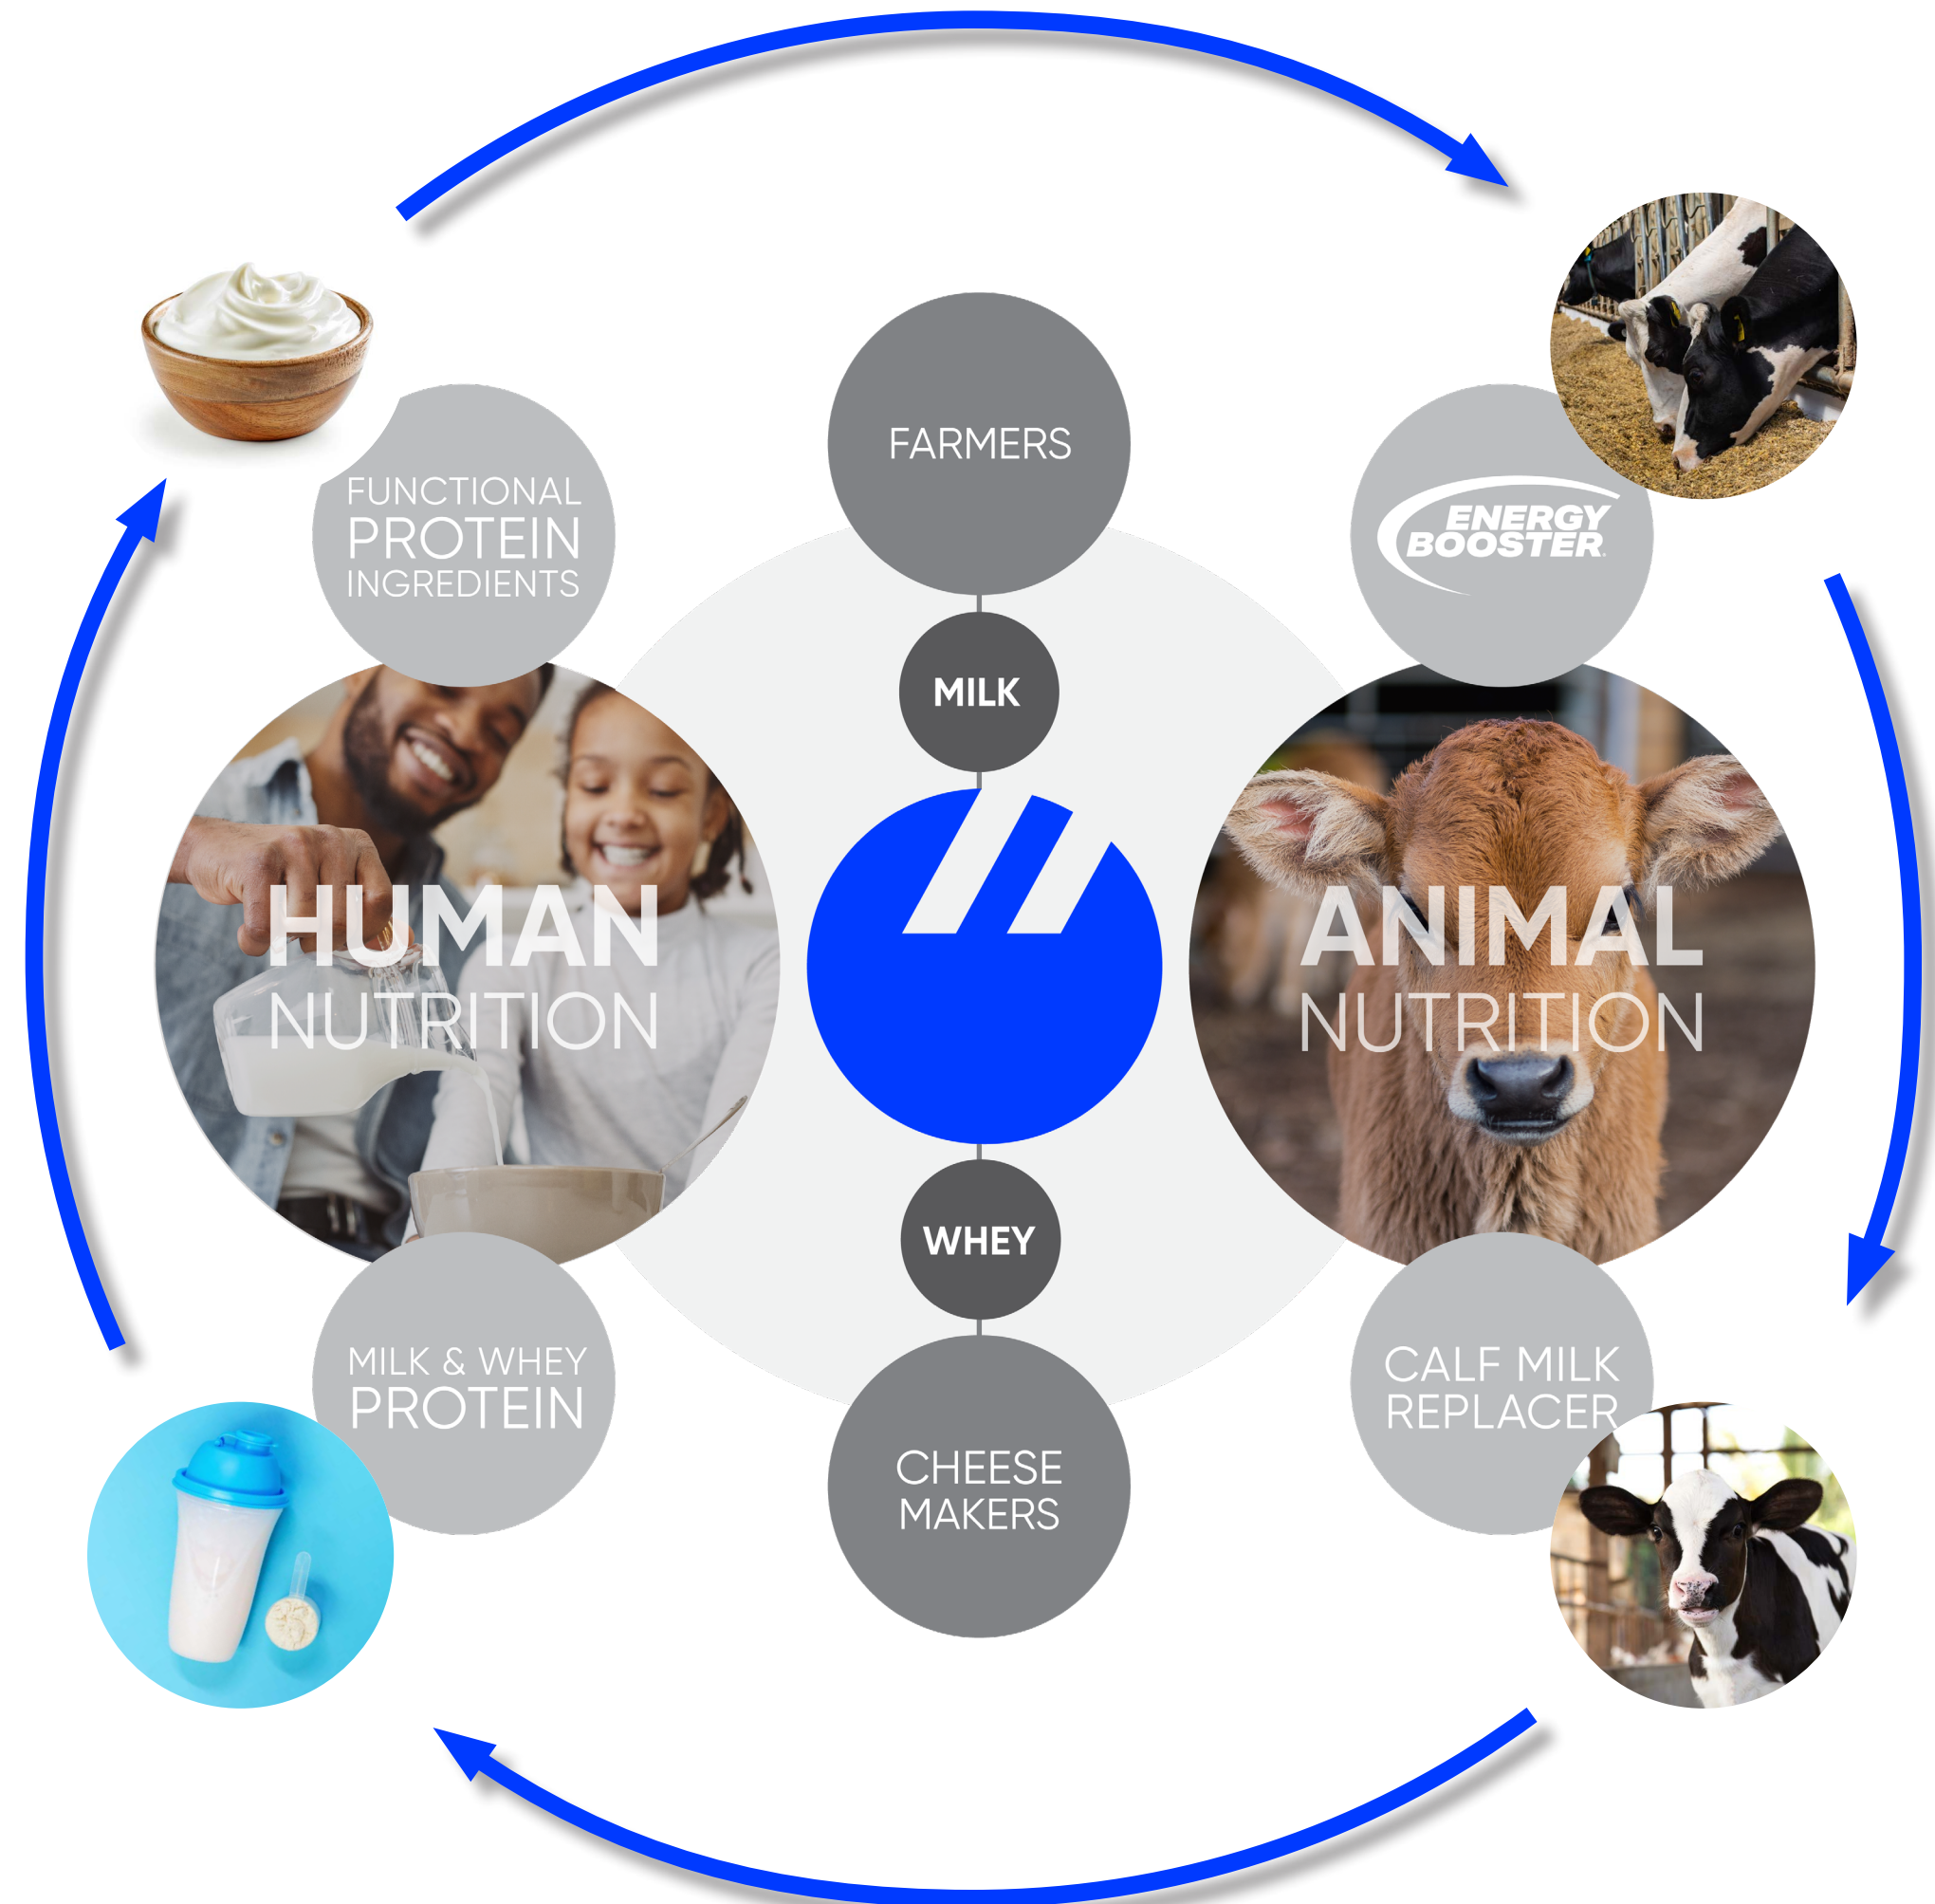 FARMERS
FUNCTIONAL
PROTEIN
INGREDIENTS
ENERGY
BOOSTER
MILK
HUMAN
NUTRITION
ANIMAL
NUTRITION
WHEY
MILK & WHEY
PROTEIN
CALF MILK
REPLACER
CHEESE
MAKERS